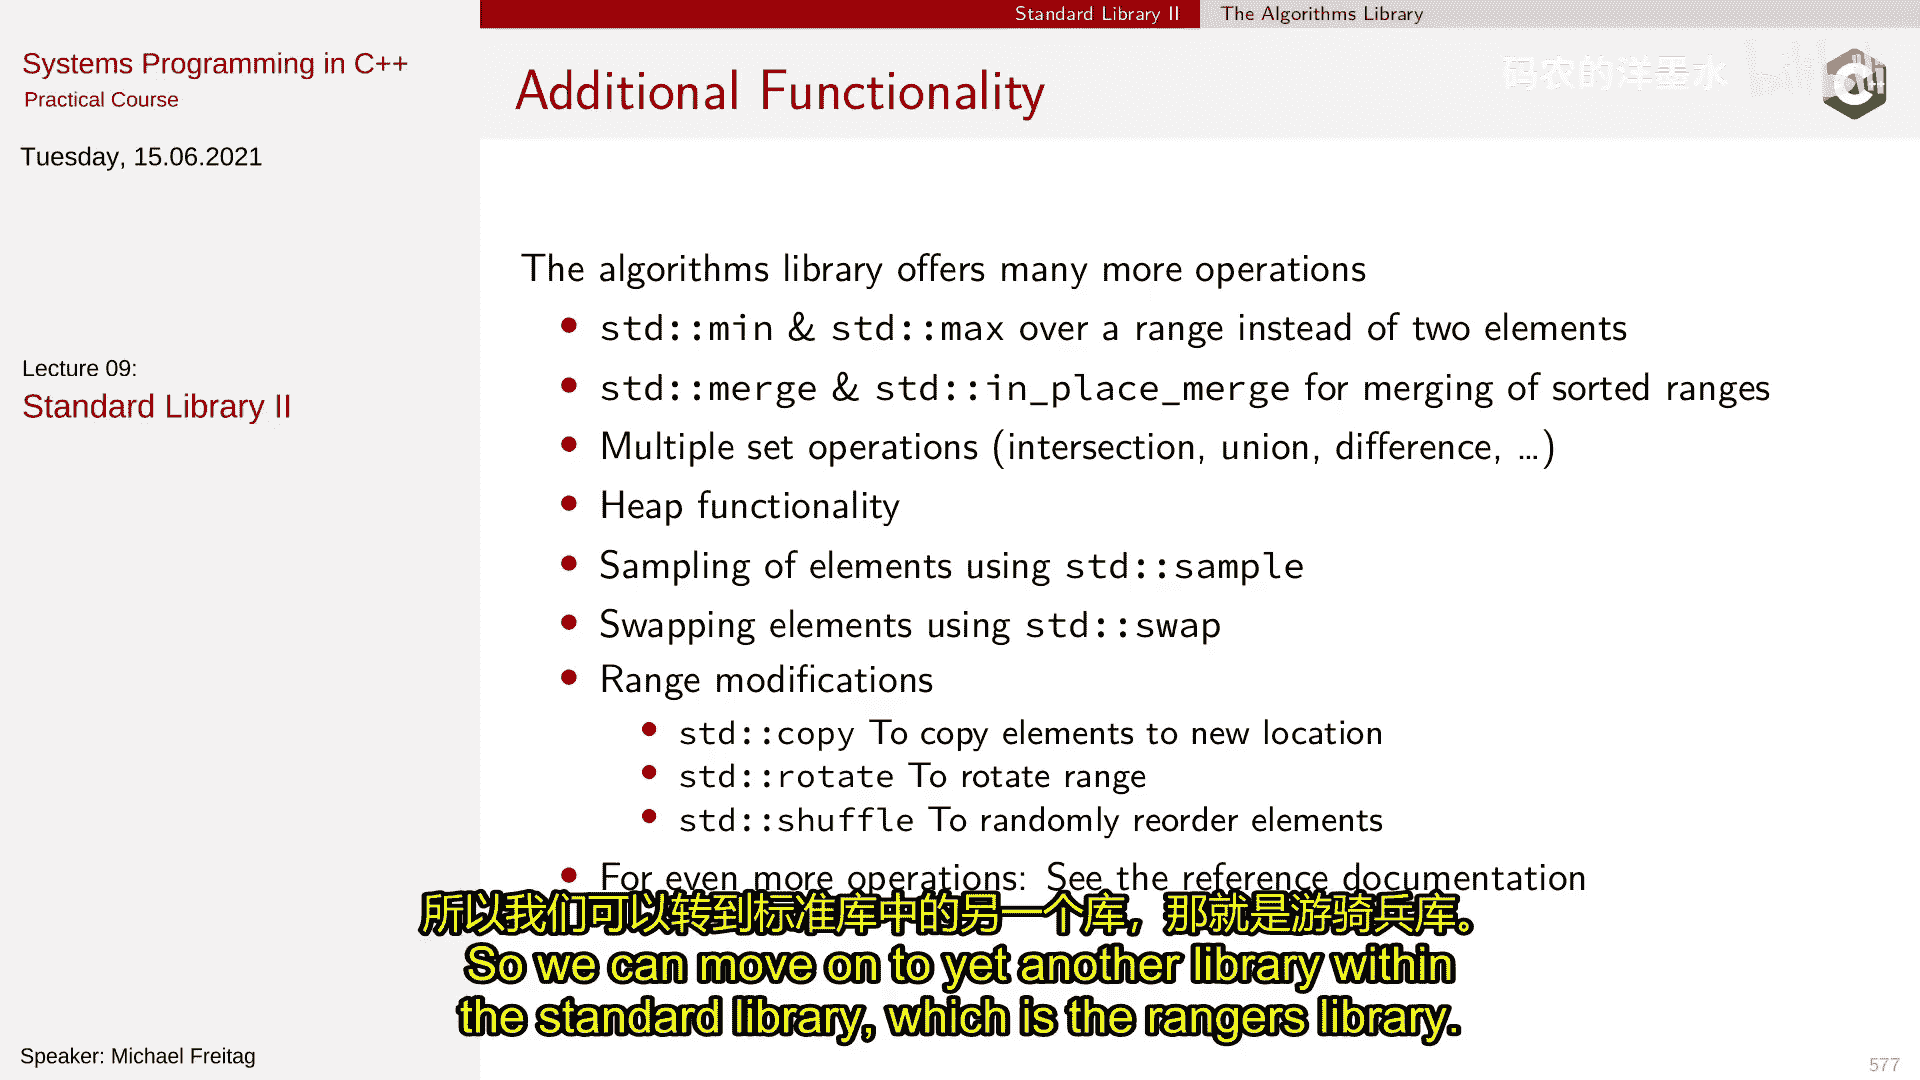 Standard Library II
The Algorithms Library
Systems Programming in C++
Practical Course
Tuesday, 15.06.2021
Lecture 09:
Standard Library II
Additional Functionality
码农的洋墨水
The algorithms library offers many more operations
• std::min & std::max over a range instead of two elements
• std::merge & std::in_place_merge for merging of sorted ranges
• Multiple set operations (intersection, union, difference, …)
• Heap functionality
• Sampling of elements using std::sample
• Swapping elements using std::swap
• Range modifications
• std::copy To copy elements to new location
• std::rotate To rotate range
• std::shuffle To randomly reorder elements
• For even more operations: See the reference documentation
所以我们可以转到标准库中的另一个库，那就是游骑兵库。
So we can move on to yet another library within
the standard library, which is the rangers library.
Speaker: Michael Freitag
577